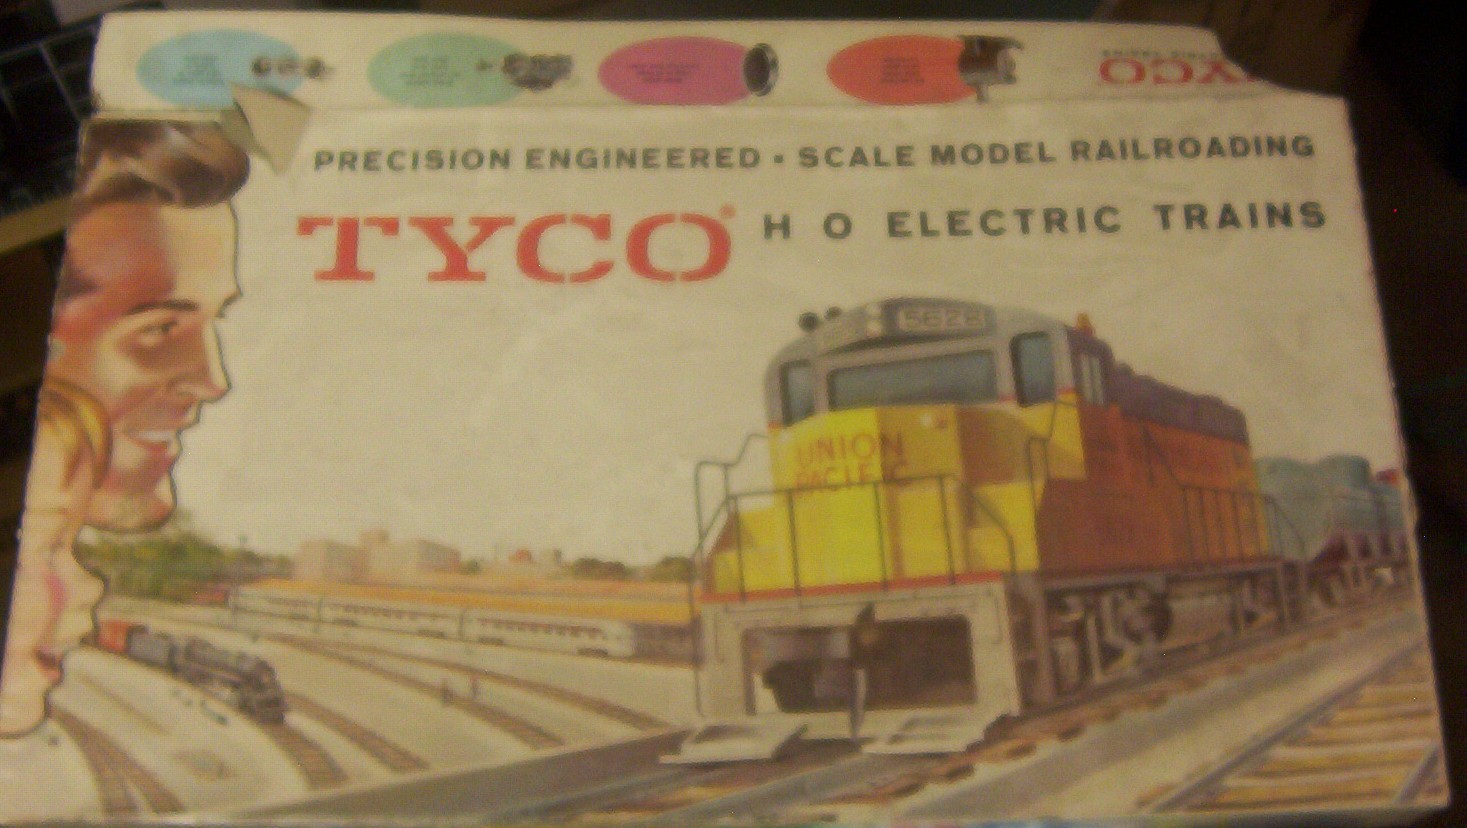 TYCO
PRECISION ENGINEERED • SCALE MODEL RAILROADING
TYCO® H O ELECTRIC TRAINS
5628
UNION
PACIFIC